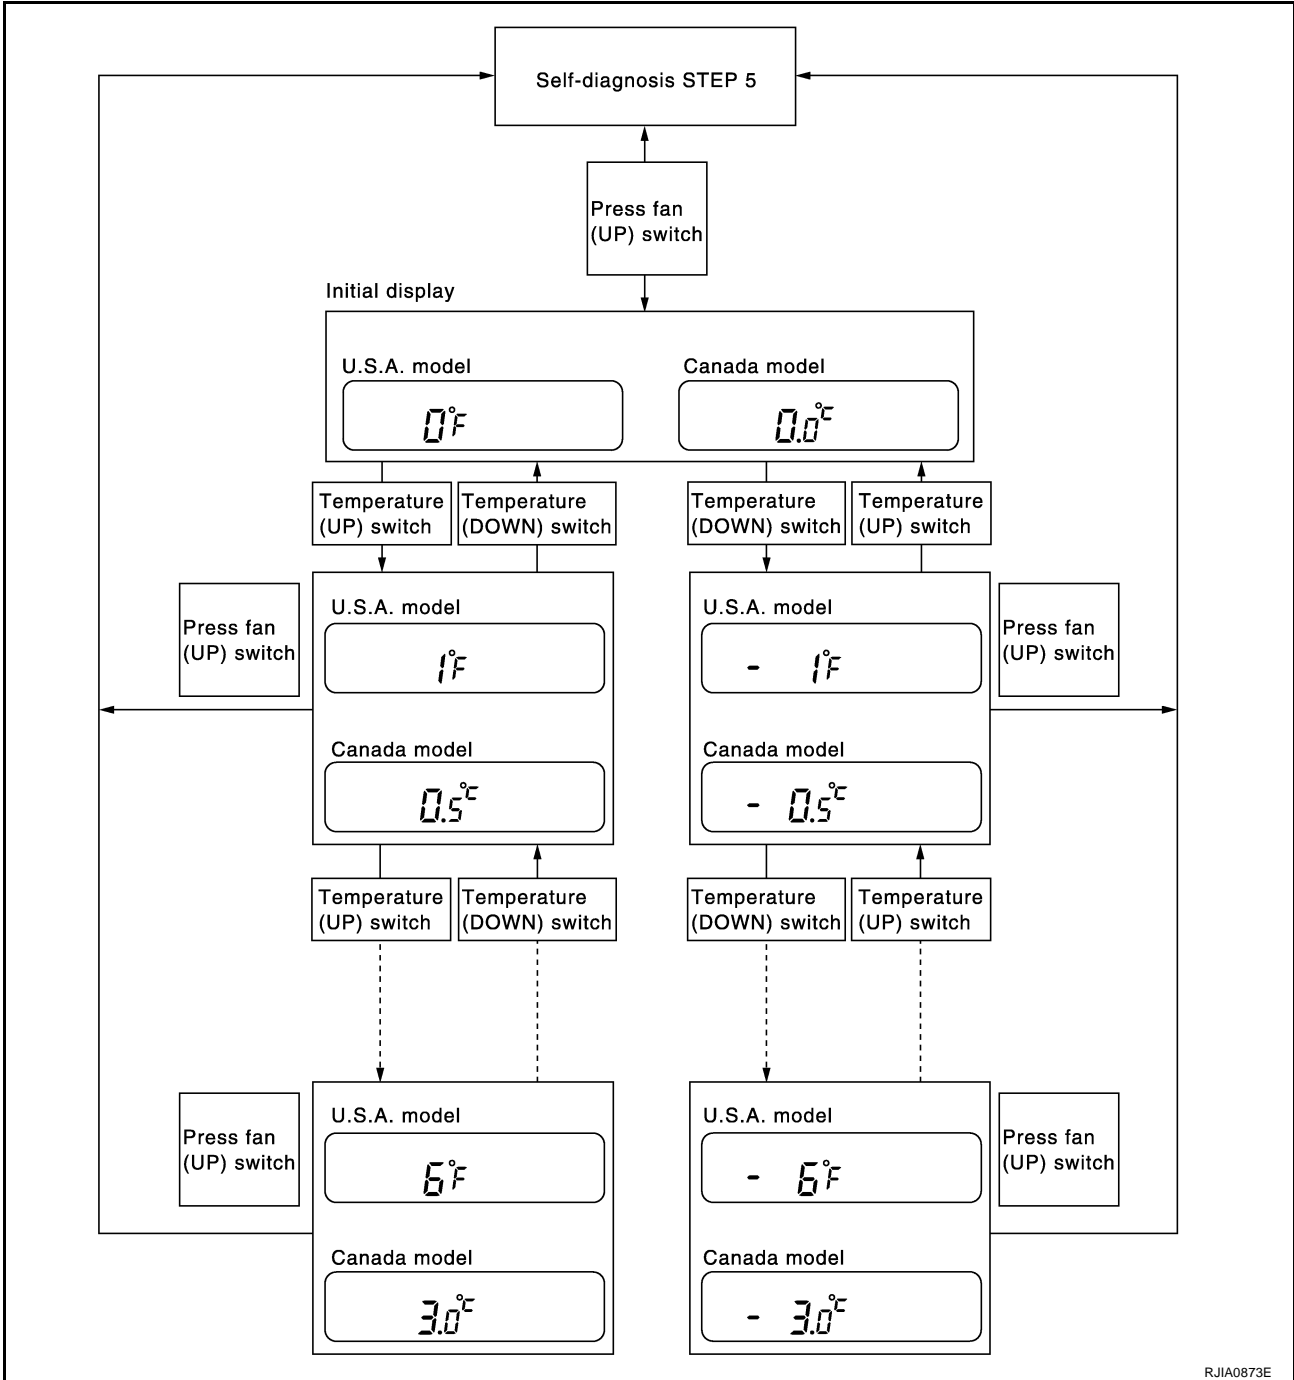 Self-diagnosis STEP 5
Press fan
(UP) switch
Initial display
U.S.A. model
Canada model
0°F
0.0°C
Temperature
(UP) switch
Temperature
(DOWN) switch
Temperature
(DOWN) switch
Temperature
(UP) switch
Press fan
(UP) switch
U.S.A. model
1°F
Canada model
0.5°C
U.S.A. model
- 1°F
Canada model
- 0.5°C
Press fan
(UP) switch
Temperature
(UP) switch
Temperature
(DOWN) switch
Temperature
(DOWN) switch
Temperature
(UP) switch
Press fan
(UP) switch
U.S.A. model
6°F
Canada model
3.0°C
U.S.A. model
- 6°F
Canada model
- 3.0°C
Press fan
(UP) switch
RJIA0873E